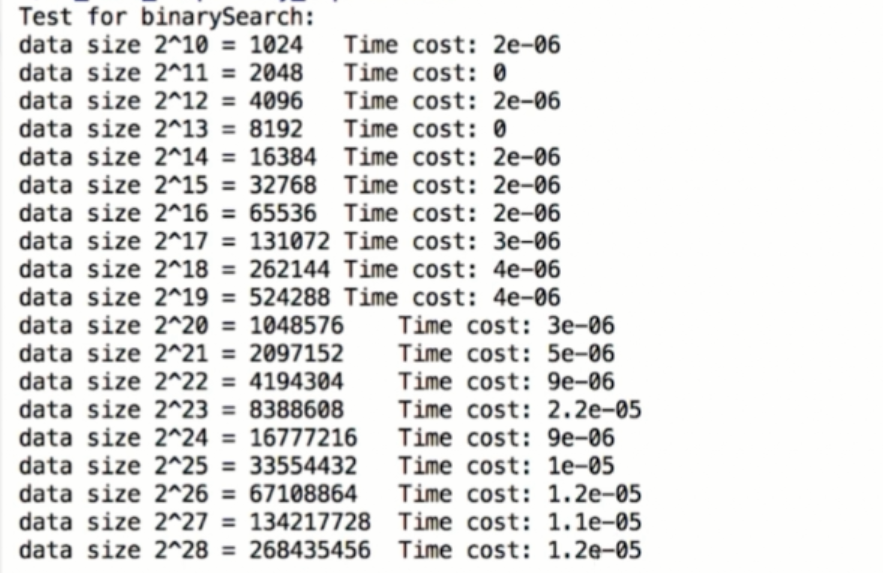 Test for binarySearch:
data size 2^10 = 1024   Time cost: 2e-06
data size 2^11 = 2048   Time cost: 0
data size 2^12 = 4096   Time cost: 2e-06
data size 2^13 = 8192   Time cost: 0
data size 2^14 = 16384  Time cost: 2e-06
data size 2^15 = 32768  Time cost: 2e-06
data size 2^16 = 65536  Time cost: 2e-06
data size 2^17 = 131072 Time cost: 3e-06
data size 2^18 = 262144 Time cost: 4e-06
data size 2^19 = 524288 Time cost: 4e-06
data size 2^20 = 1048576    Time cost: 3e-06
data size 2^21 = 2097152    Time cost: 5e-06
data size 2^22 = 4194304    Time cost: 9e-06
data size 2^23 = 8388608    Time cost: 2.2e-05
data size 2^24 = 16777216   Time cost: 9e-06
data size 2^25 = 33554432   Time cost: 1e-05
data size 2^26 = 67108864   Time cost: 1.2e-05
data size 2^27 = 134217728  Time cost: 1.1e-05
data size 2^28 = 268435456  Time cost: 1.2e-05